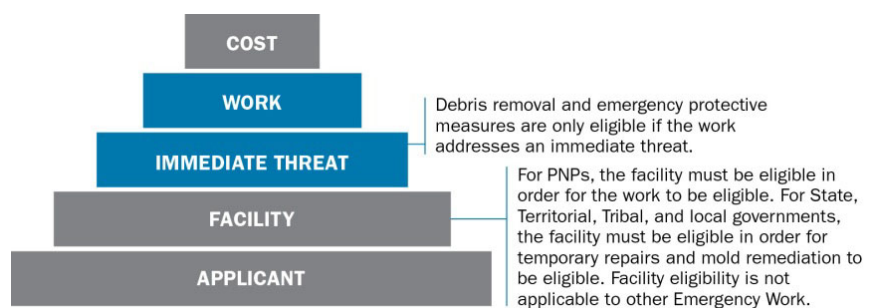 COST
WORK
Debris removal and emergency protective
measures are only eligible if the work
addresses an immediate threat.
IMMEDIATE THREAT
For PNPs, the facility must be eligible in
order for the work to be eligible. For State,
Territorial, Tribal, and local governments,
the facility must be eligible in order for
temporary repairs and mold remediation to
be eligible. Facility eligibility is not
applicable to other Emergency Work.
FACILITY
APPLICANT